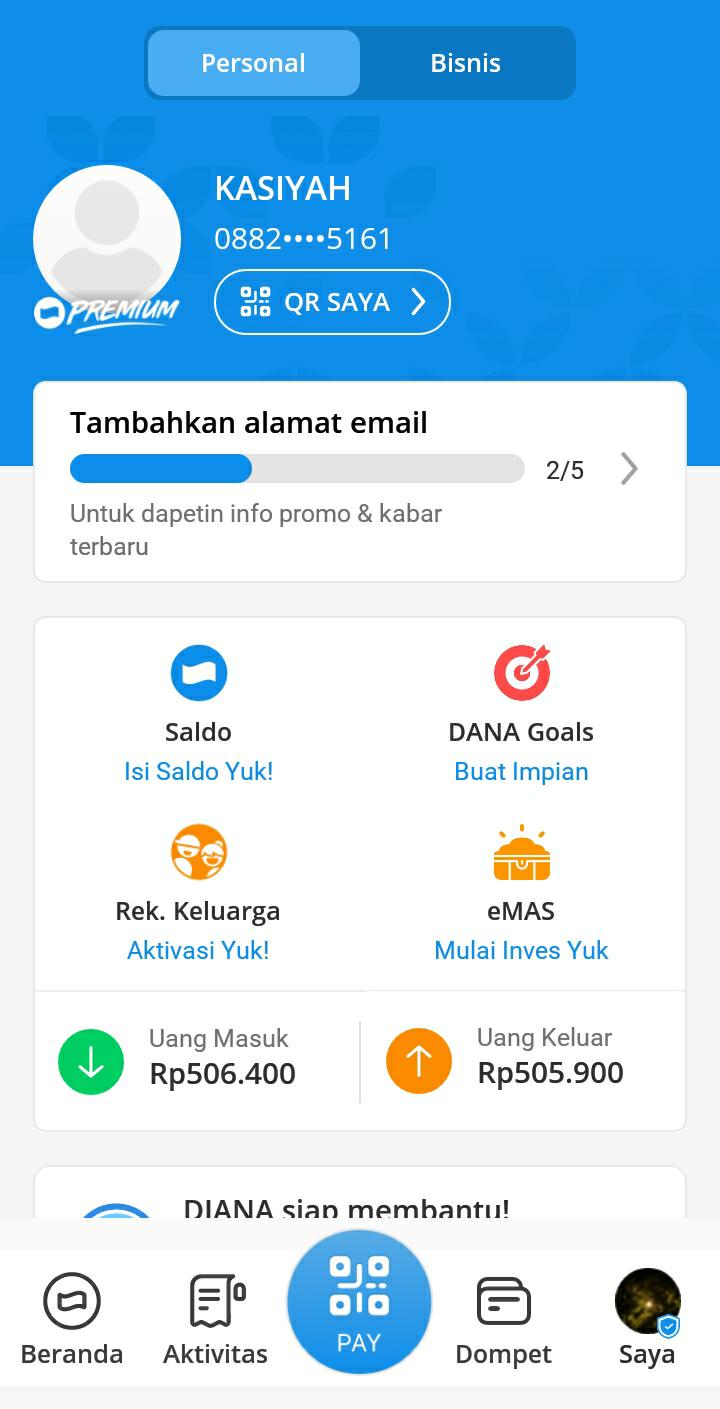 Personal
Bisnis
KASIYAH
0882••••5161
PREMIUM
QR SAYA
Tambahkan alamat email
2/5
Untuk dapetin info promo & kabar
terbaru
Saldo
Isi Saldo Yuk!
DANA Goals
Buat Impian
Rek. Keluarga
Aktivasi Yuk!
eMAS
Mulai Inves Yuk
Uang Masuk
Rp506.400
Uang Keluar
Rp505.900
DIANA siap membantu!
Beranda
Aktivitas
PAY
Dompet
Saya